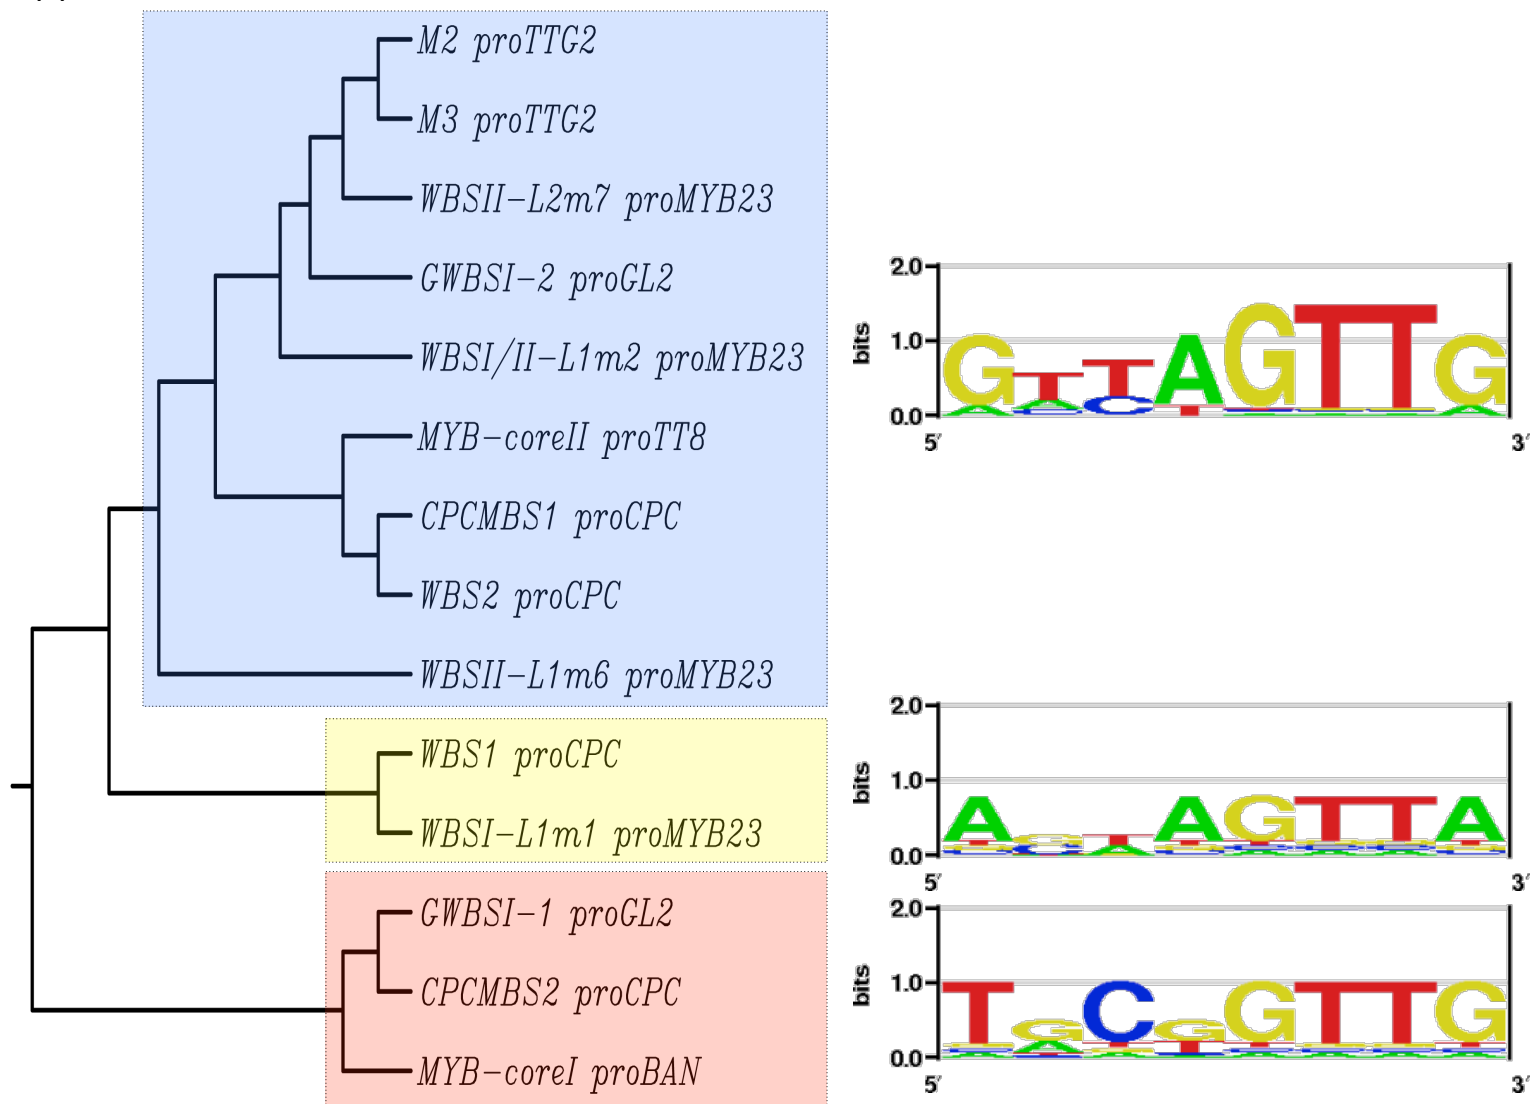 M2 proTTG2
M3 proTTG2
WBSII-L2m7 proMYB23
GWBSI-2 proGL2
WBSI/II-L1m2 proMYB23
MYB-coreII proTT8
CPCMBS1 proCPC
WBS2 proCPC
WBSII-L1m6 proMYB23
WBS1 proCPC
WBSI-L1m1 proMYB23
GWBSI-1 proGL2
CPCMBS2 proCPC
MYB-coreI proBAN
bits
2.0
1.0
0.0
GTTAGTTG
5′ 3′
bits
2.0
1.0
0.0
AGTAGTTA
5′ 3′
bits
2.0
1.0
0.0
TGCGGTTG
5′ 3′